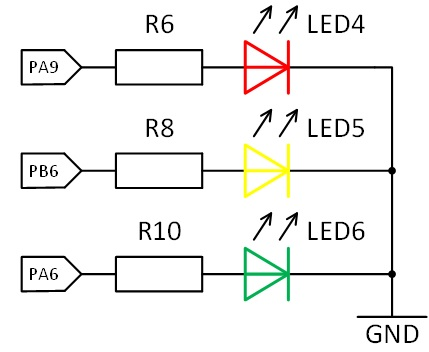 R6 LED4
PA9
R8 LED5
PB6
R10 LED6
PA6
GND